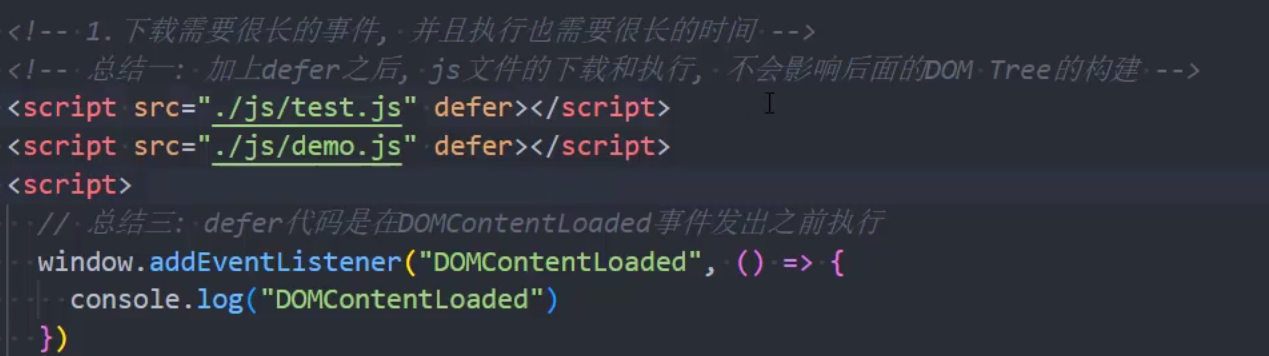 <!-- 1.下载需要很长的事件, 并且执行也需要很长的时间 -->
<!-- 总结一: 加上defer之后, js文件的下载和执行, 不会影响后面的DOM Tree的构建 -->
<script src="./js/test.js" defer></script>
<script src="./js/demo.js" defer></script>
<script>
// 总结三: defer代码是在DOMContentLoaded事件发出之前执行
window.addEventListener("DOMContentLoaded", () => {
console.log("DOMContentLoaded")
})